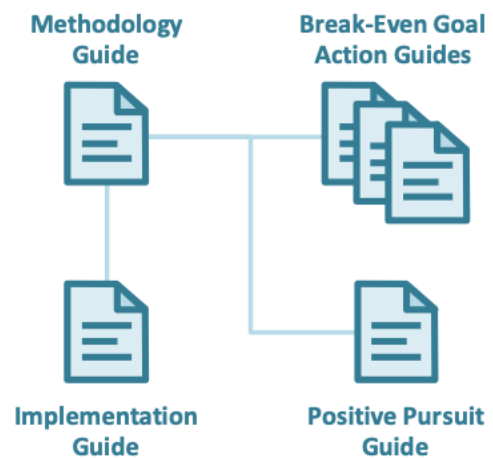 Methodology
Guide
Break-Even Goal
Action Guides
Implementation
Guide
Positive Pursuit
Guide